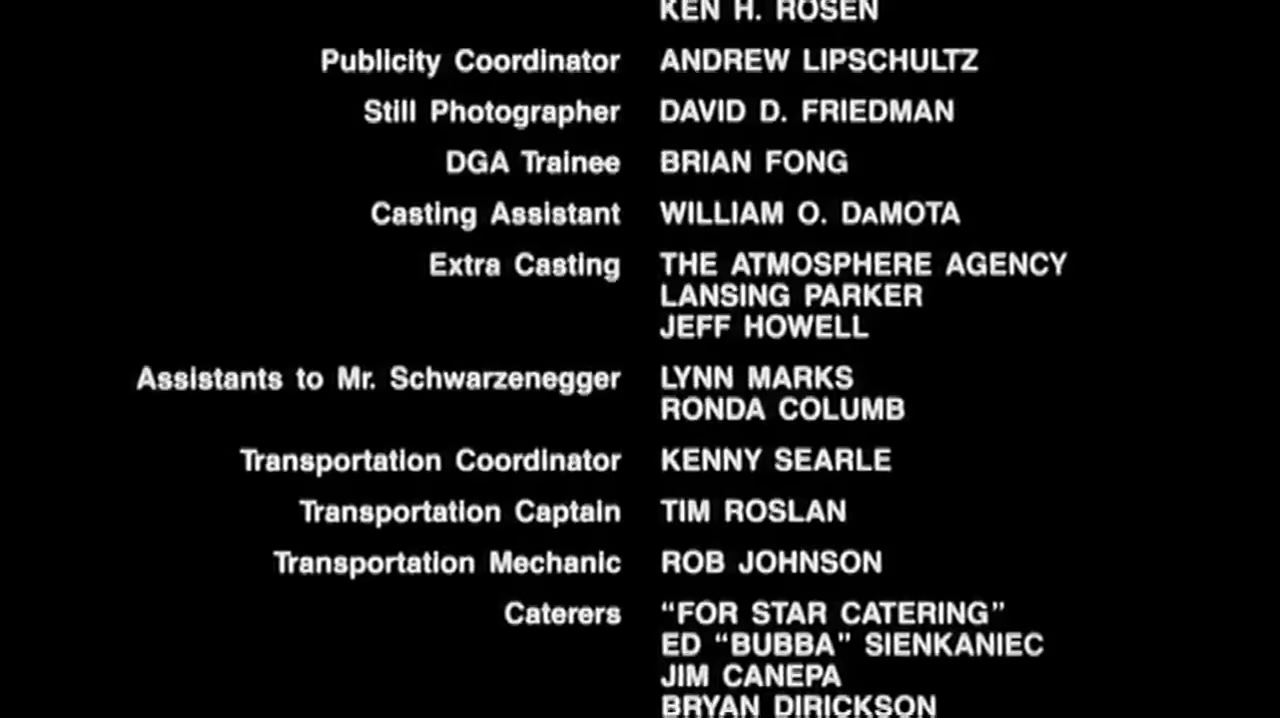 KEN H. ROSEN
Publicity Coordinator ANDREW LIPSCHULTZ
Still Photographer DAVID D. FRIEDMAN
DGA Trainee BRIAN FONG
Casting Assistant WILLIAM O. DAMOTA
Extra Casting THE ATMOSPHERE AGENCY
LANSING PARKER
JEFF HOWELL
Assistants to Mr. Schwarzenegger LYNN MARKS
RONDA COLUMB
Transportation Coordinator KENNY SEARLE
Transportation Captain TIM ROSLAN
Transportation Mechanic ROB JOHNSON
Caterers “FOR STAR CATERING”
ED “BUBBA” SIENKANIEC
JIM CANEPA
BRYAN DIRICKSON